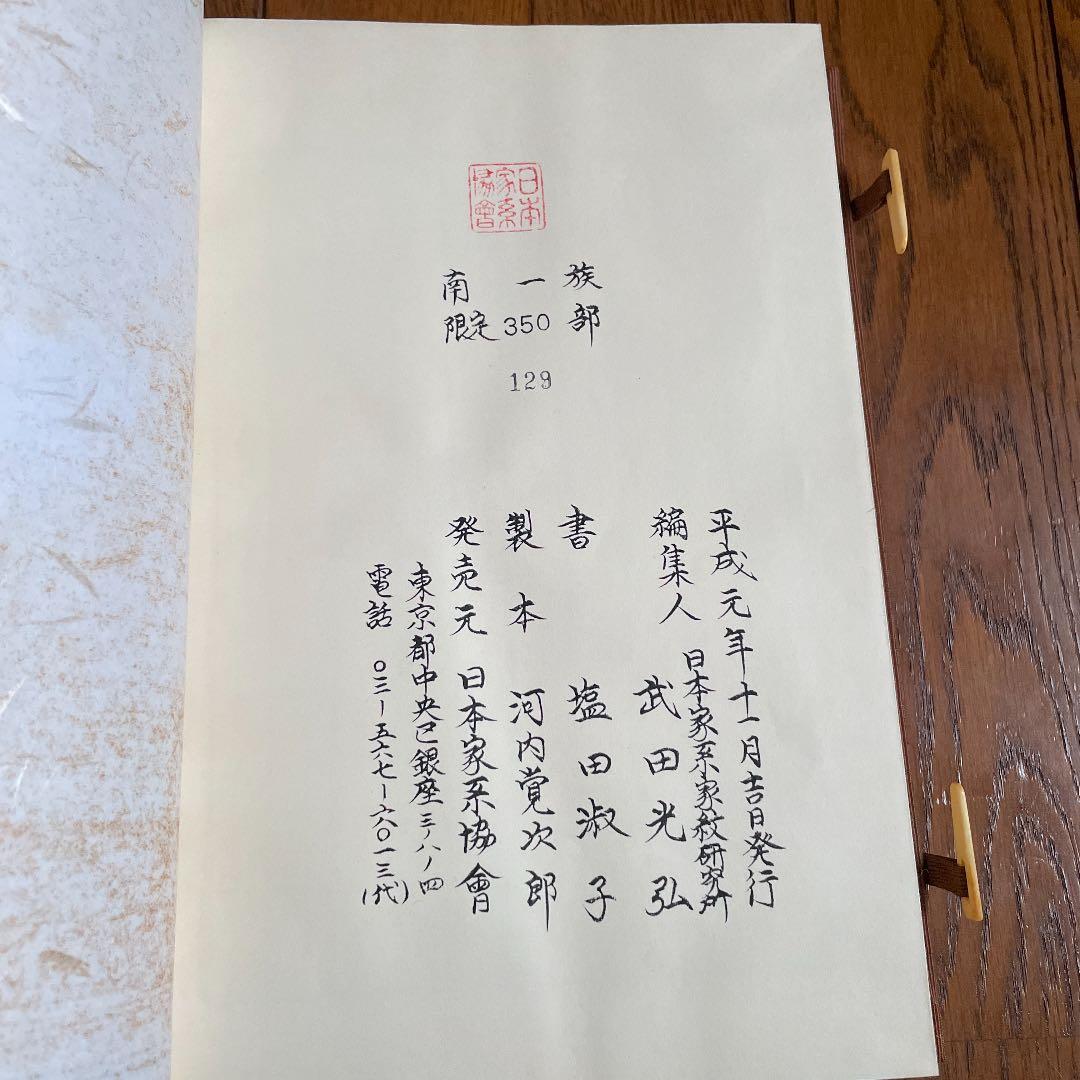 日本
家系
協會
南一族
限定350部
129
平成元年十一月吉日発行
編集人 日本家系家紋研究所
武田光弘
書 塩田淑子
製本 河内覚次郎
発売元 日本家系協會
東京都中央区銀座三ノ八ノ四
電話 〇三ー五六七ー六〇一三(代)